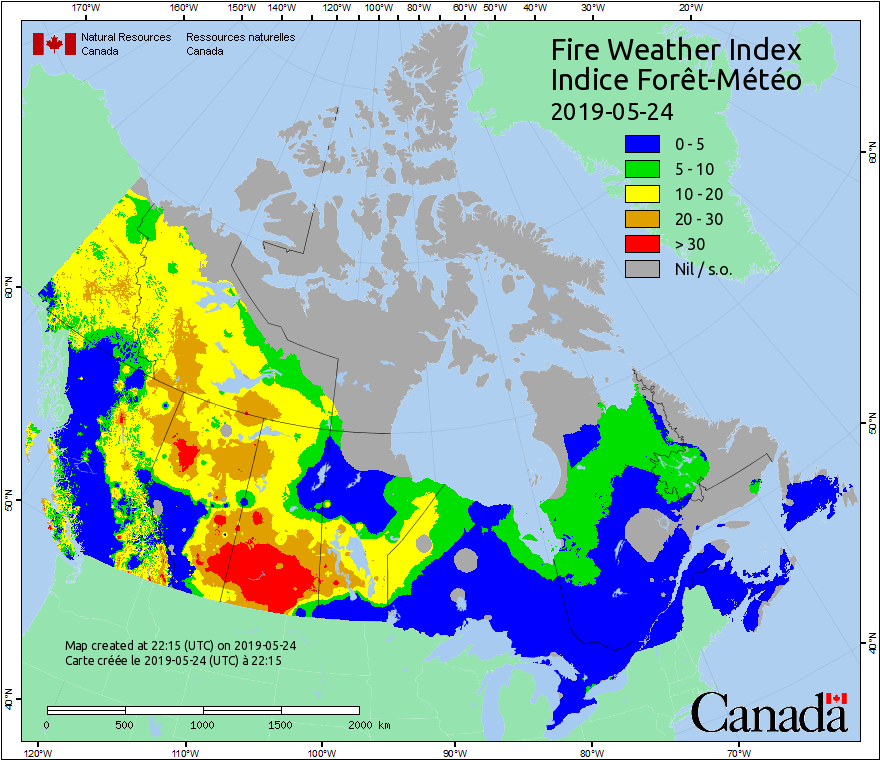 170°W 160°W 150°W 140°W 120°W 100°W 80°W 60°W 50°W 40°W 30°W 20°W
Natural Resources Canada
Ressources naturelles Canada
Fire Weather Index
Indice Forêt-Météo
2019-05-24
0 - 5
5 - 10
10 - 20
20 - 30
> 30
Nil / s.o.
60°N
50°N
40°N
60°N
50°N
40°N
Map created at 22:15 (UTC) on 2019-05-24
Carte créée le 2019-05-24 (UTC) à 22:15
0 500 1000 1500 2000 km
Canada
120°W 110°W 100°W 90°W 80°W 70°W